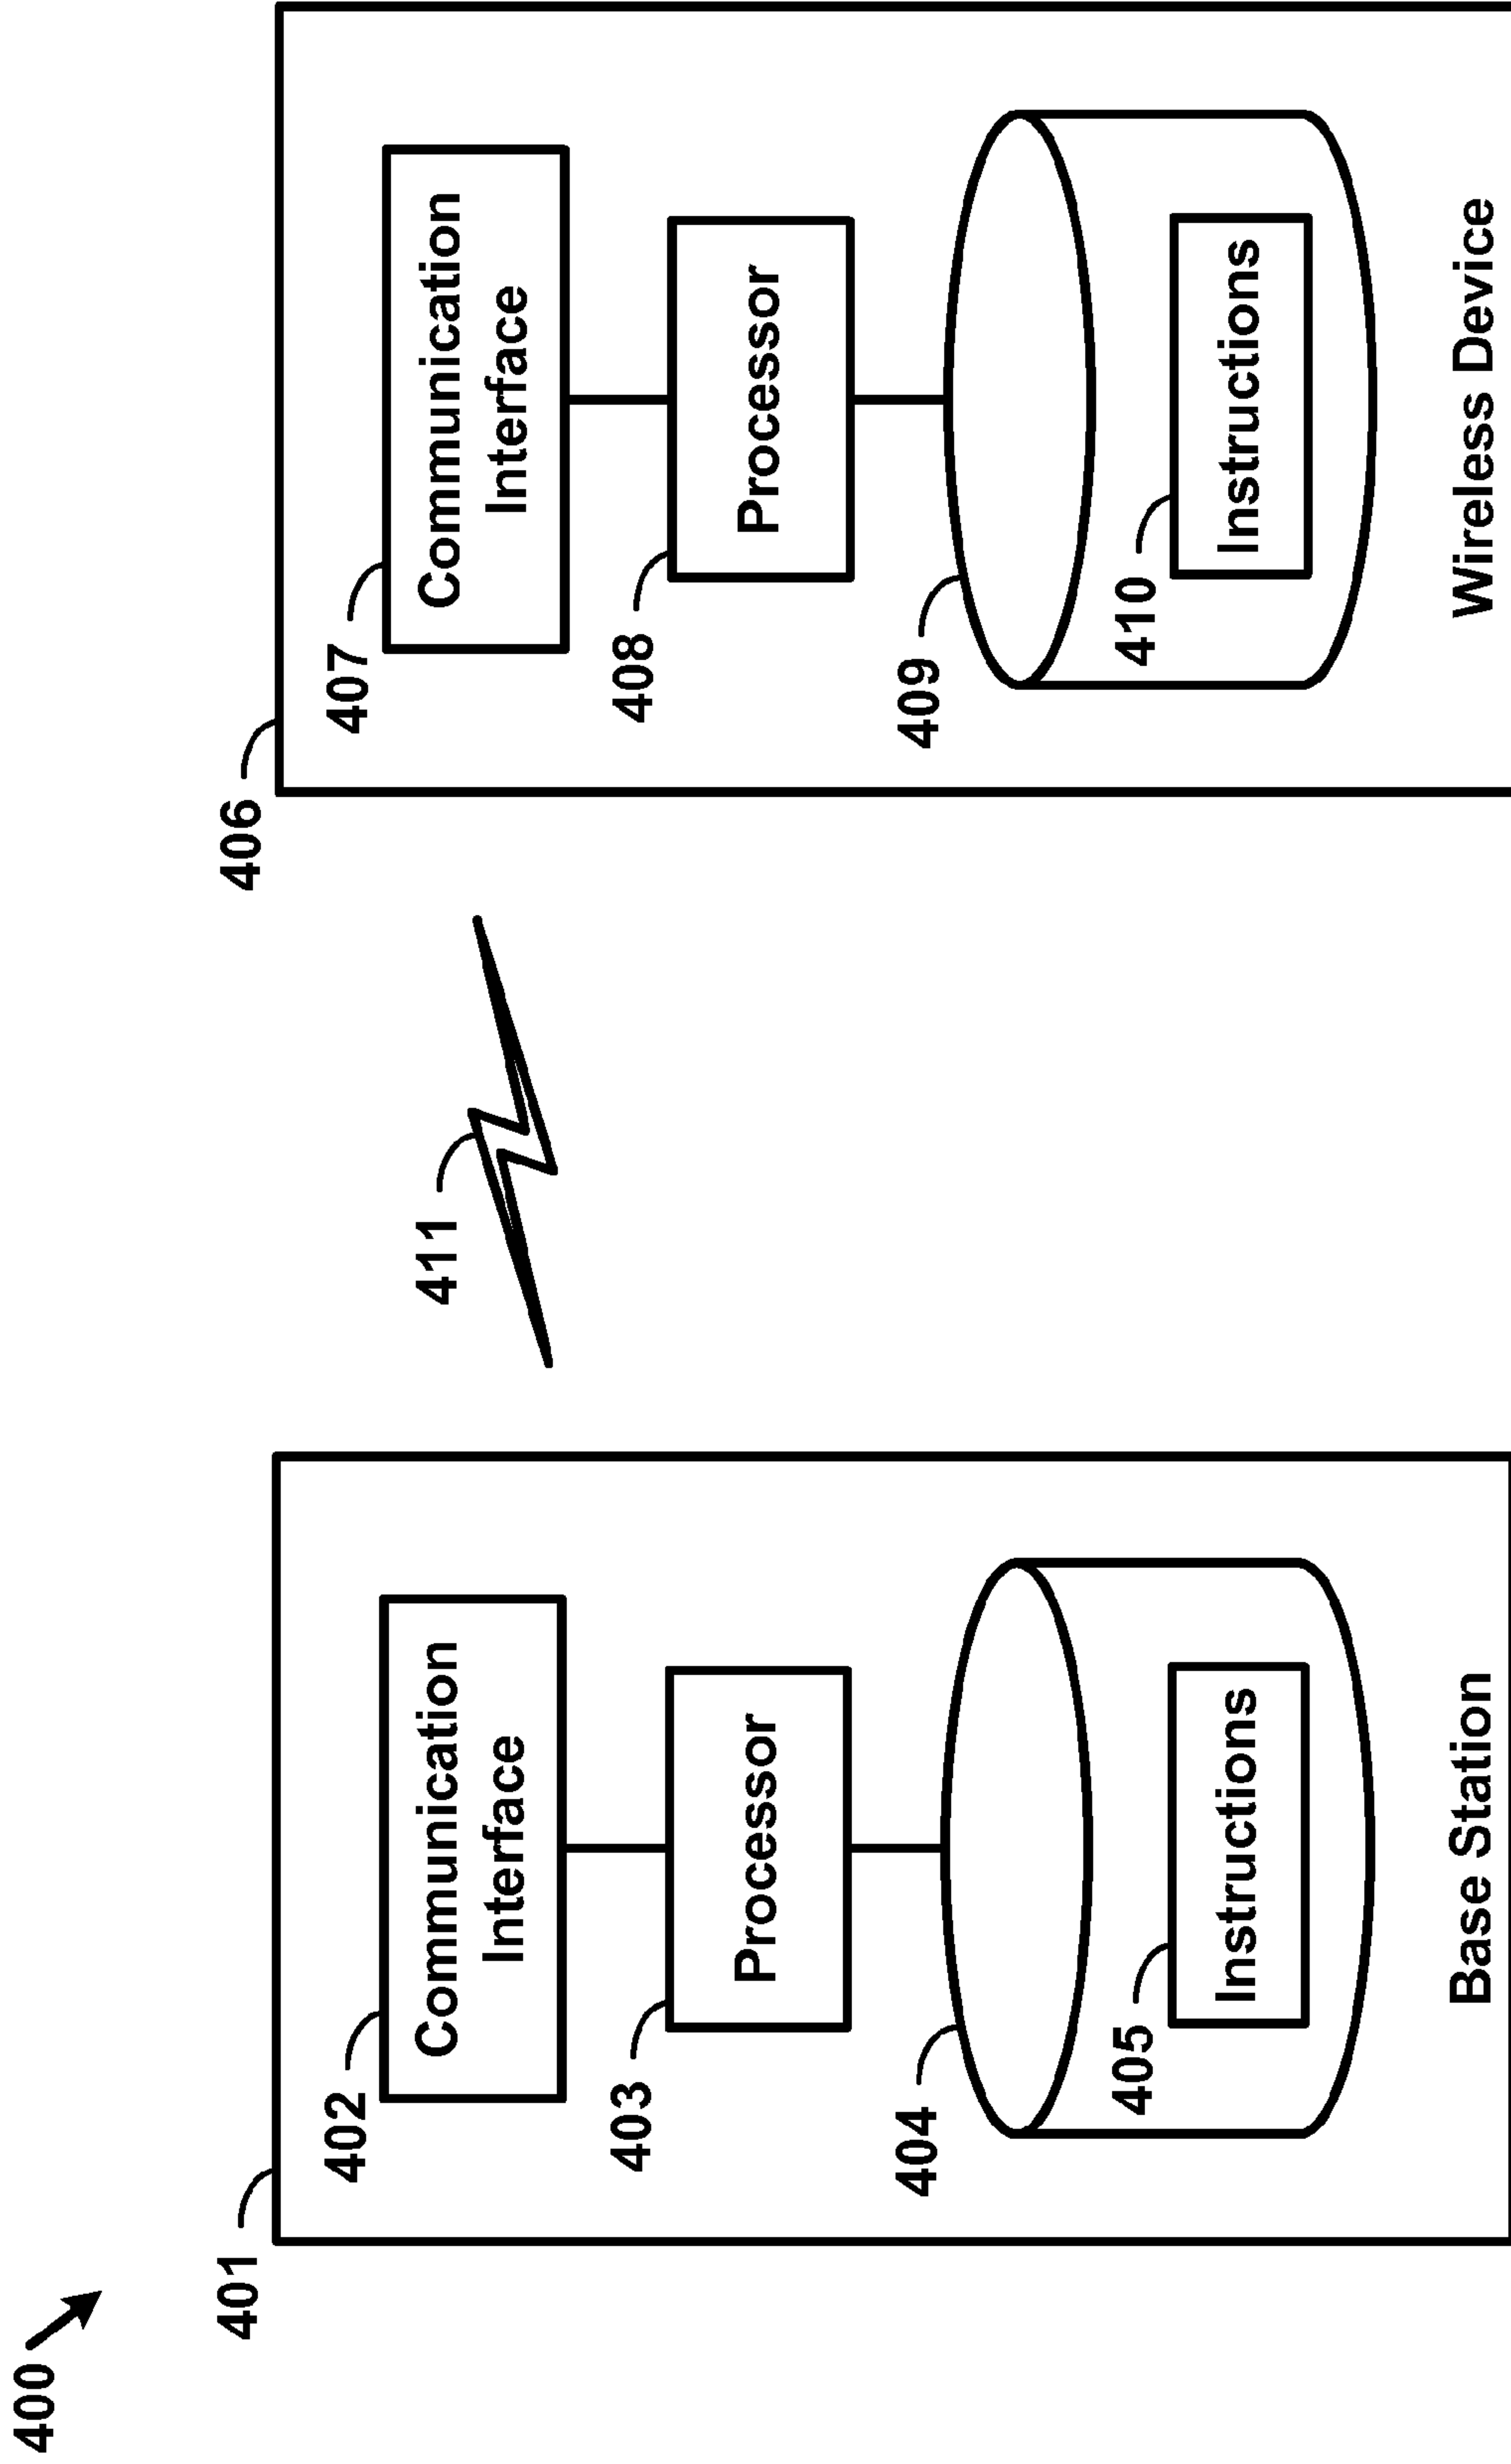 400
401
402
Communication
Interface
403
Processor
404
405
Instructions
Base Station
411
406
407
Communication
Interface
408
Processor
409
410
Instructions
Wireless Device